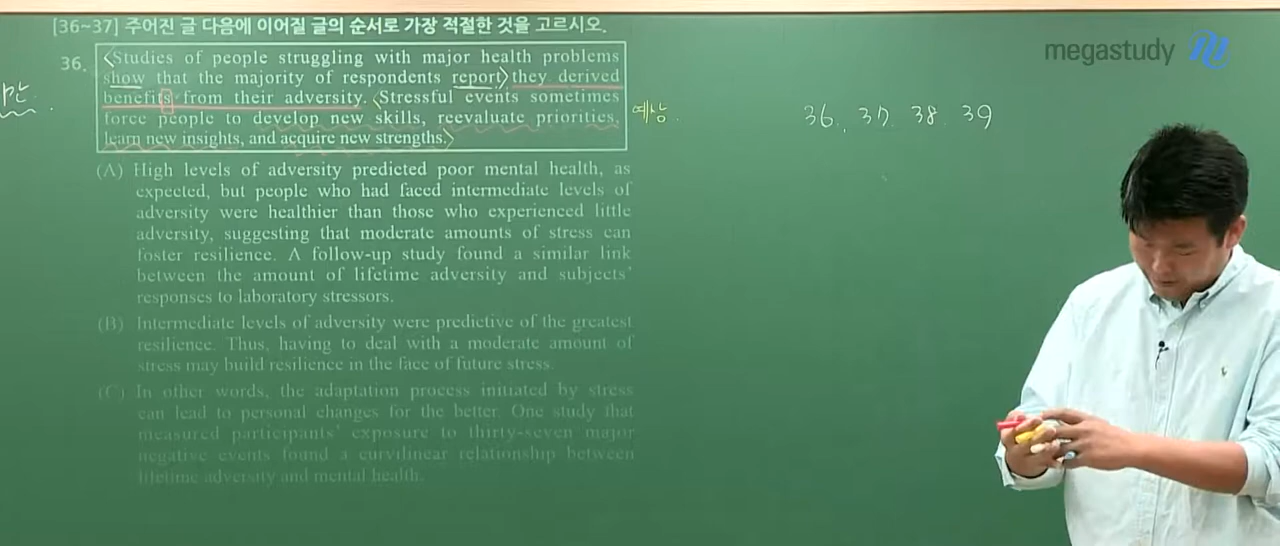 [36~37] 주어진 글 다음에 이어질 글의 순서로 가장 적절한 것을 고르시오.
megastudy
36.
Studies of people struggling with major health problems
show that the majority of respondents report they derived
benefits from their adversity. Stressful events sometimes
force people to develop new skills, reevaluate priorities,
learn new insights, and acquire new strengths.
예상
36. 37 38 39
(A) High levels of adversity predicted poor mental health, as
expected, but people who had faced intermediate levels of
adversity were healthier than those who experienced little
adversity, suggesting that moderate amounts of stress can
foster resilience. A follow-up study found a similar link
between the amount of lifetime adversity and subjects'
responses to laboratory stressors.
(B) Intermediate levels of adversity were predictive of the greatest
resilience. Thus, having to deal with a moderate amount of
stress may build resilience in the face of future stress.
(C) In other words, the adaptation process initiated by stress
can lead to personal changes for the better. One study that
measured participants' exposure to thirty-seven major
negative events found a curvilinear relationship between
lifetime adversity and mental health.